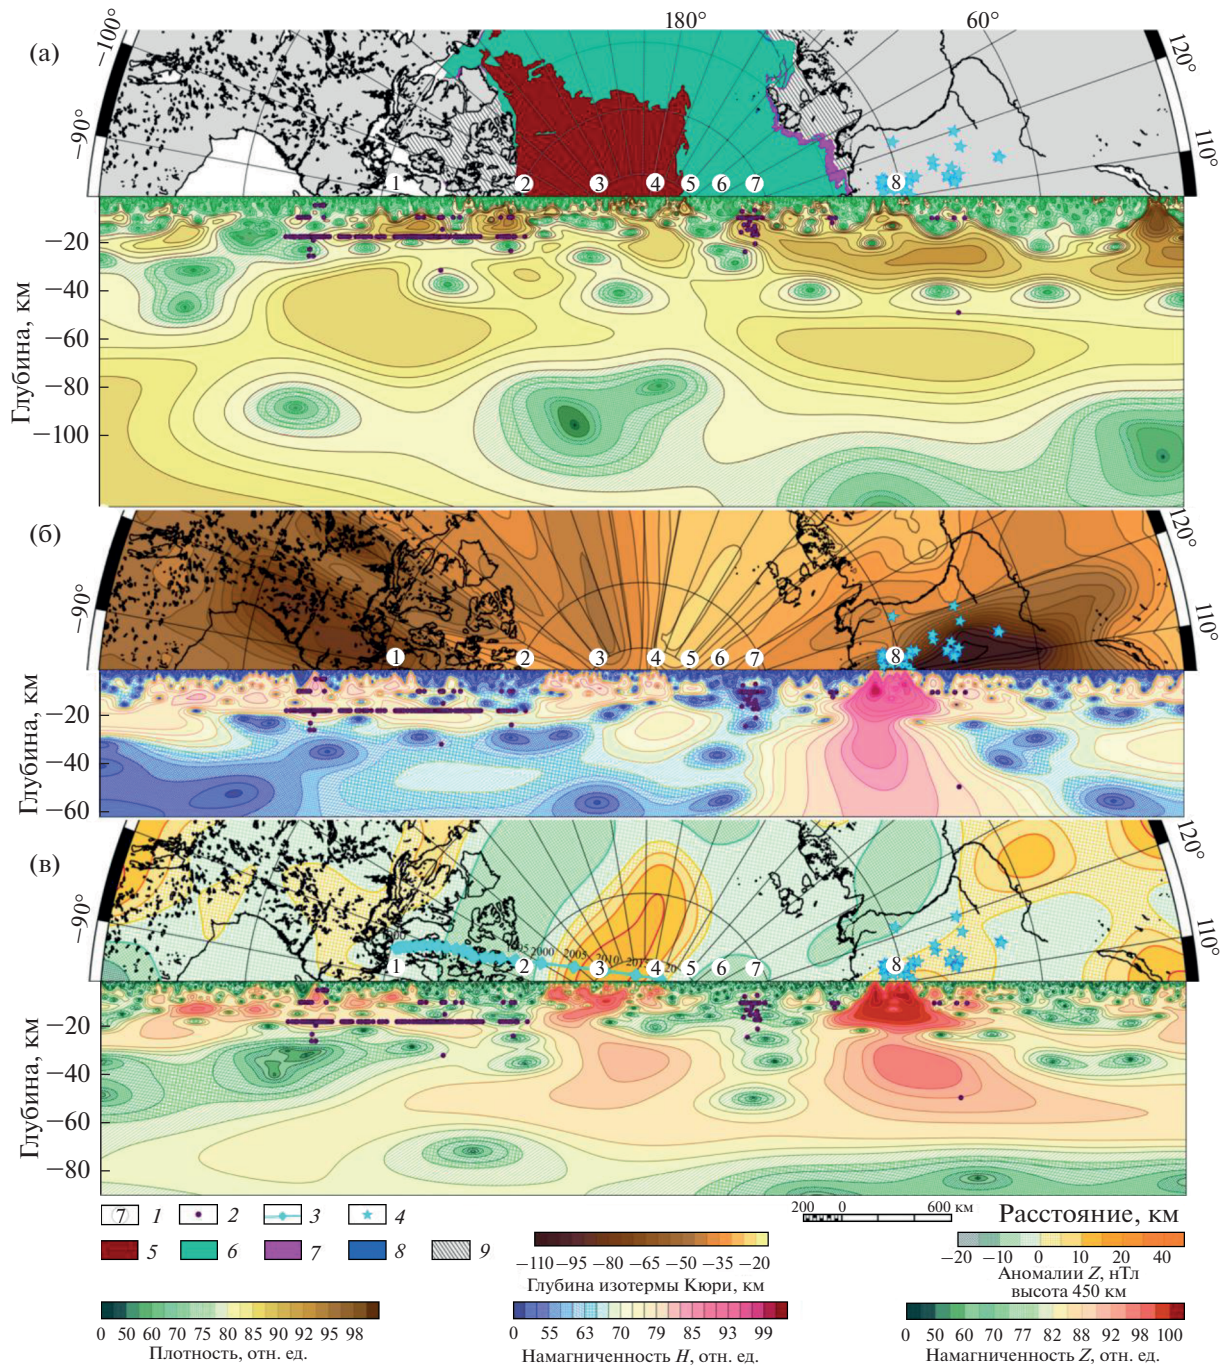 180°
60°
−100°
(а)
120°
−90°
110°
1 2 3 4 5 6 7 8
−20
−40
−60
−80
−100
Глубина, км
(б)
120°
−90°
110°
1 2 3 4 5 6 7 8
−20
−40
−60
Глубина, км
(в)
120°
−90°
110°
2000 2005 2010
1 2 3 4 5 6 7 8
−20
−40
−60
−80
Глубина, км
7 1 2 3 4
5 6 7 8 9
200 0 600 км
Расстояние, км
−110 −95 −80 −65 −50 −35 −20
Глубина изотермы Кюри, км
−20 −10 0 10 20 40
Аномалии Z, нТл
высота 450 км
0 50 60 70 80 85 92 95 98
Плотность, отн. ед.
0 55 63 70 79 85 93 99
Намагниченность H, отн. ед.
0 50 60 70 77 82 88 92 98 100
Намагниченность Z, отн. ед.